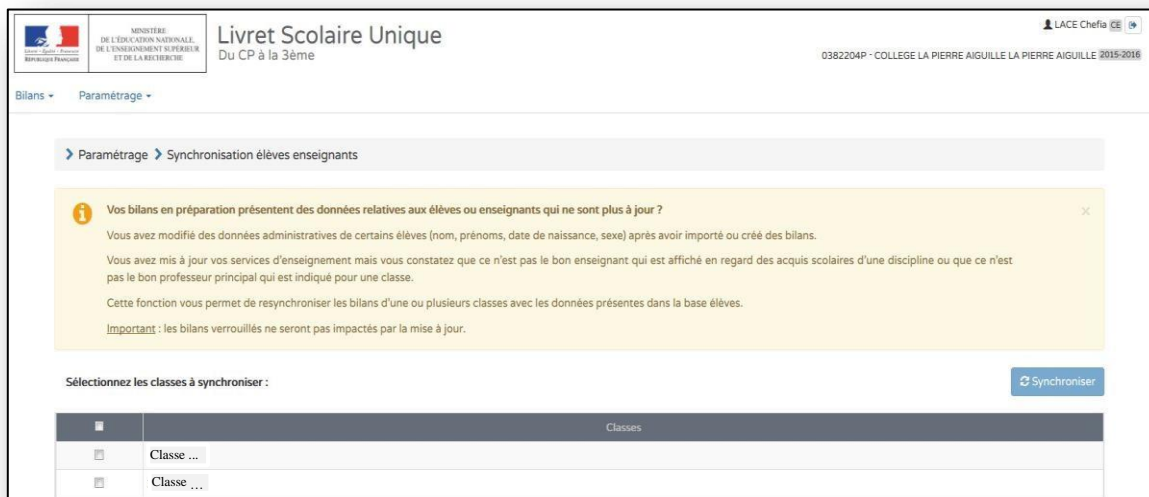 MINISTÈRE
DE L'ÉDUCATION NATIONALE,
DE L'ENSEIGNEMENT SUPÉRIEUR
ET DE LA RECHERCHE
Liberté • Égalité • Fraternité
RÉPUBLIQUE FRANÇAISE
Livret Scolaire Unique
Du CP à la 3ème
LACE Chefia CE
0382204P - COLLEGE LA PIERRE AIGUILLE LA PIERRE AIGUILLE 2015-2016
Bilans Paramétrage
Paramétrage Synchronisation élèves enseignants
Vos bilans en préparation présentent des données relatives aux élèves ou enseignants qui ne sont plus à jour ?
Vous avez modifié des données administratives de certains élèves (nom, prénoms, date de naissance, sexe) après avoir importé ou créé des bilans.
Vous avez mis à jour vos services d'enseignement mais vous constatez que ce n'est pas le bon enseignant qui est affiché en regard des acquis scolaires d'une discipline ou que ce n'est
pas le bon professeur principal qui est indiqué pour une classe.
Cette fonction vous permet de resynchroniser les bilans d'une ou plusieurs classes avec les données présentes dans la base élèves.
Important : les bilans verrouillés ne seront pas impactés par la mise à jour.
Sélectionnez les classes à synchroniser :
Synchroniser
Classes
Classe ...
Classe ...